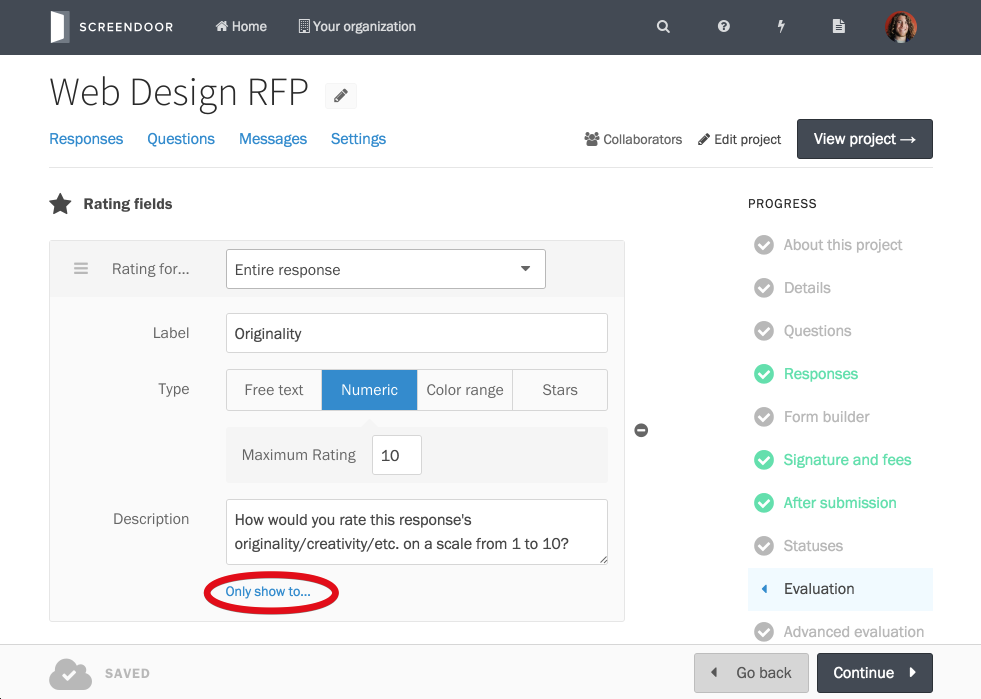 SCREENDOOR
Home
Your organization
Web Design RFP
Responses
Questions
Messages
Settings
Collaborators
Edit project
View project →
Rating fields
Rating for...
Entire response
Label
Originality
Type
Free text
Numeric
Color range
Stars
Maximum Rating
10
Description
How would you rate this response's
originality/creativity/etc. on a scale from 1 to 10?
Only show to...
PROGRESS
About this project
Details
Questions
Responses
Form builder
Signature and fees
After submission
Statuses
Evaluation
Advanced evaluation
SAVED
Go back
Continue